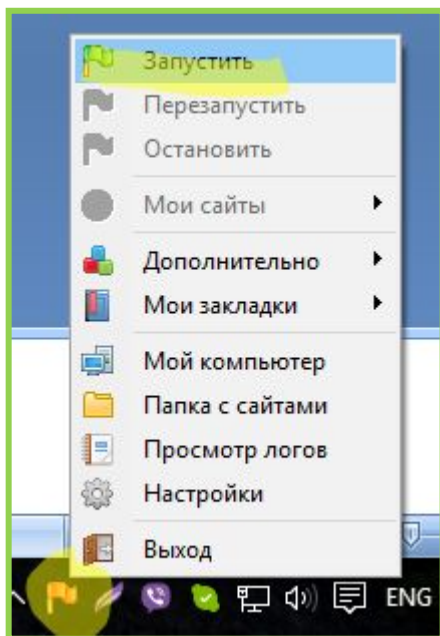 Запустить
Перезапустить
Остановить
Мои сайты
Дополнительно
Мои закладки
Мой компьютер
Папка с сайтами
Просмотр логов
Настройки
Выход
ENG